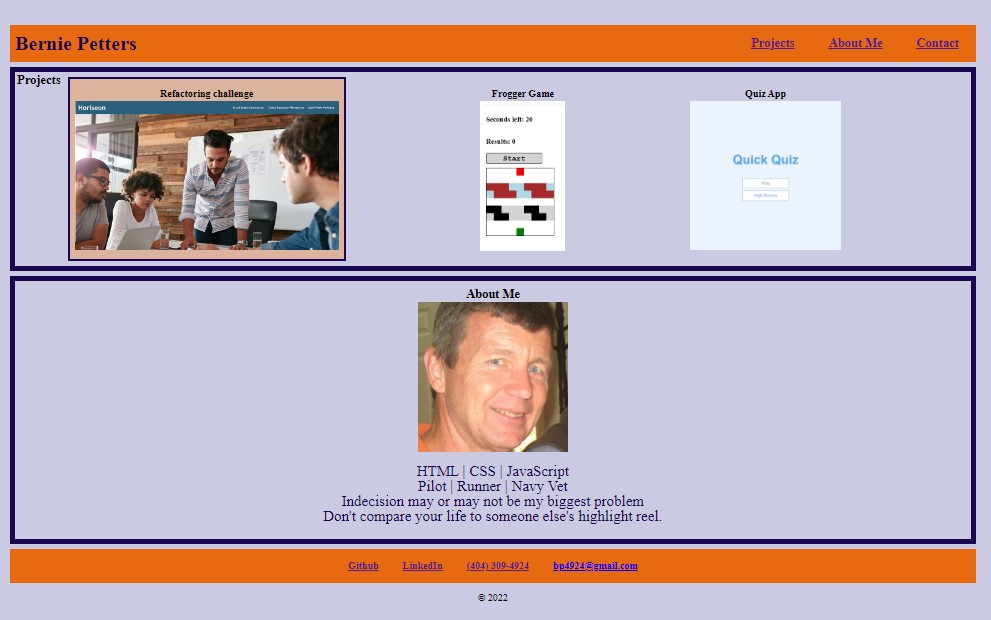 Bernie Petters
Projects About Me Contact
Projects
Refactoring challenge
Horiseon
Frogger Game
Seconds left: 20
Results: 0
Start
Quiz App
Quick Quiz
Play
High Scores
About Me
HTML | CSS | JavaScript
Pilot | Runner | Navy Vet
Indecision may or may not be my biggest problem
Don't compare your life to someone else's highlight reel.
Github LinkedIn (404) 309-4924 bp4924@gmail.com
© 2022